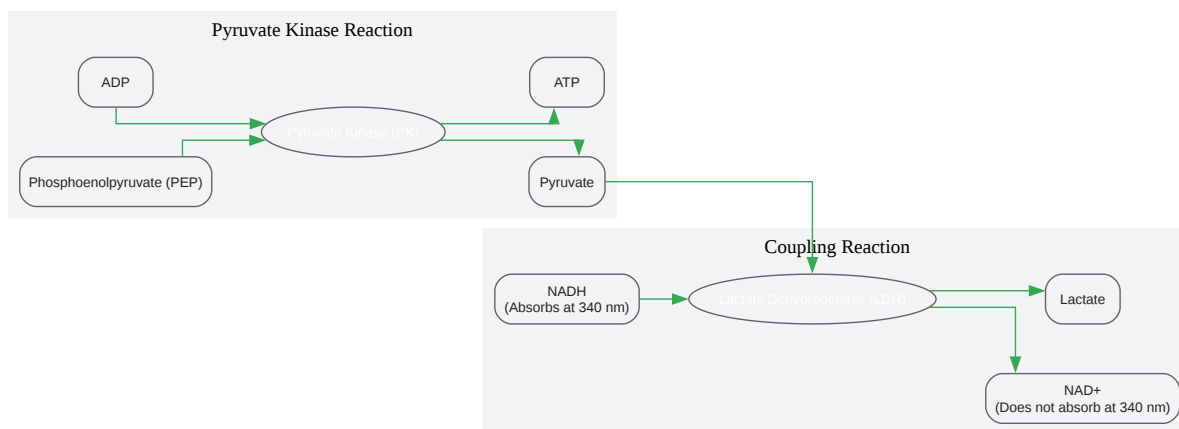 Pyruvate Kinase Reaction
ADP
ATP
Pyruvate Kinase (PK)
Phosphoenolpyruvate (PEP)
Pyruvate
Coupling Reaction
NADH
(Absorbs at 340 nm)
Lactate Dehydrogenase (LDH)
Lactate
NAD+
(Does not absorb at 340 nm)